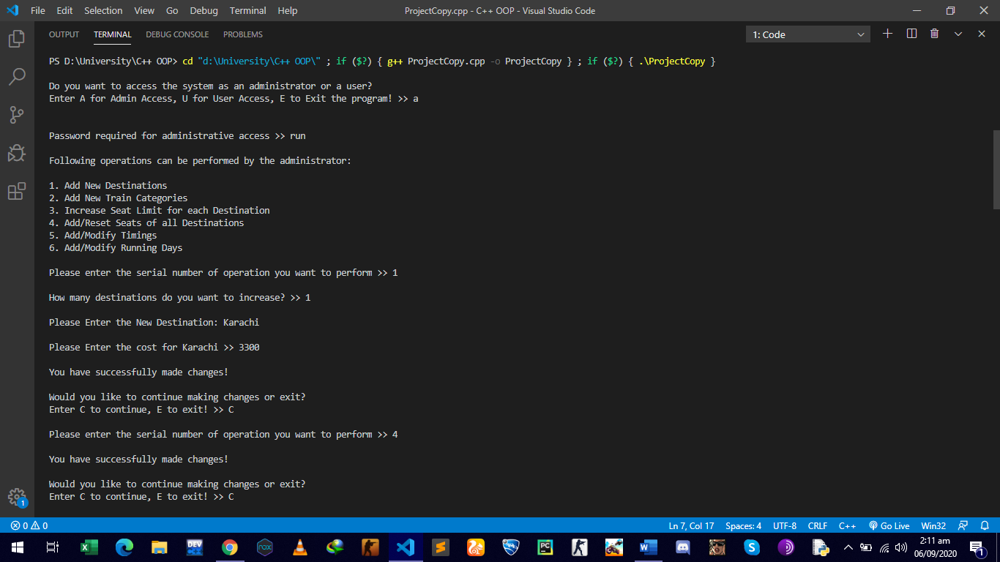 File Edit Selection View Go Debug Terminal Help ProjectCopy.cpp - C++ OOP - Visual Studio Code
OUTPUT TERMINAL DEBUG CONSOLE PROBLEMS 1: Code
PS D:\University\C++ OOP> cd "d:\University\C++ OOP\" ; if ($?) { g++ ProjectCopy.cpp -o ProjectCopy } ; if ($?) { .\ProjectCopy }
Do you want to access the system as an administrator or a user?
Enter A for Admin Access, U for User Access, E to Exit the program! >> a
Password required for administrative access >> run
Following operations can be performed by the administrator:
1. Add New Destinations
2. Add New Train Categories
3. Increase Seat Limit for each Destination
4. Add/Reset Seats of all Destinations
5. Add/Modify Timings
6. Add/Modify Running Days
Please enter the serial number of operation you want to perform >> 1
How many destinations do you want to increase? >> 1
Please Enter the New Destination: Karachi
Please Enter the cost for Karachi >> 3300
You have successfully made changes!
Would you like to continue making changes or exit?
Enter C to continue, E to exit! >> C
Please enter the serial number of operation you want to perform >> 4
You have successfully made changes!
Would you like to continue making changes or exit?
Enter C to continue, E to exit! >> C
1
0 0 Ln 7, Col 17 Spaces: 4 UTF-8 CRLF C++ Go Live Win32
DEV
nox
PC
W
S
2:11 am
06/09/2020
1